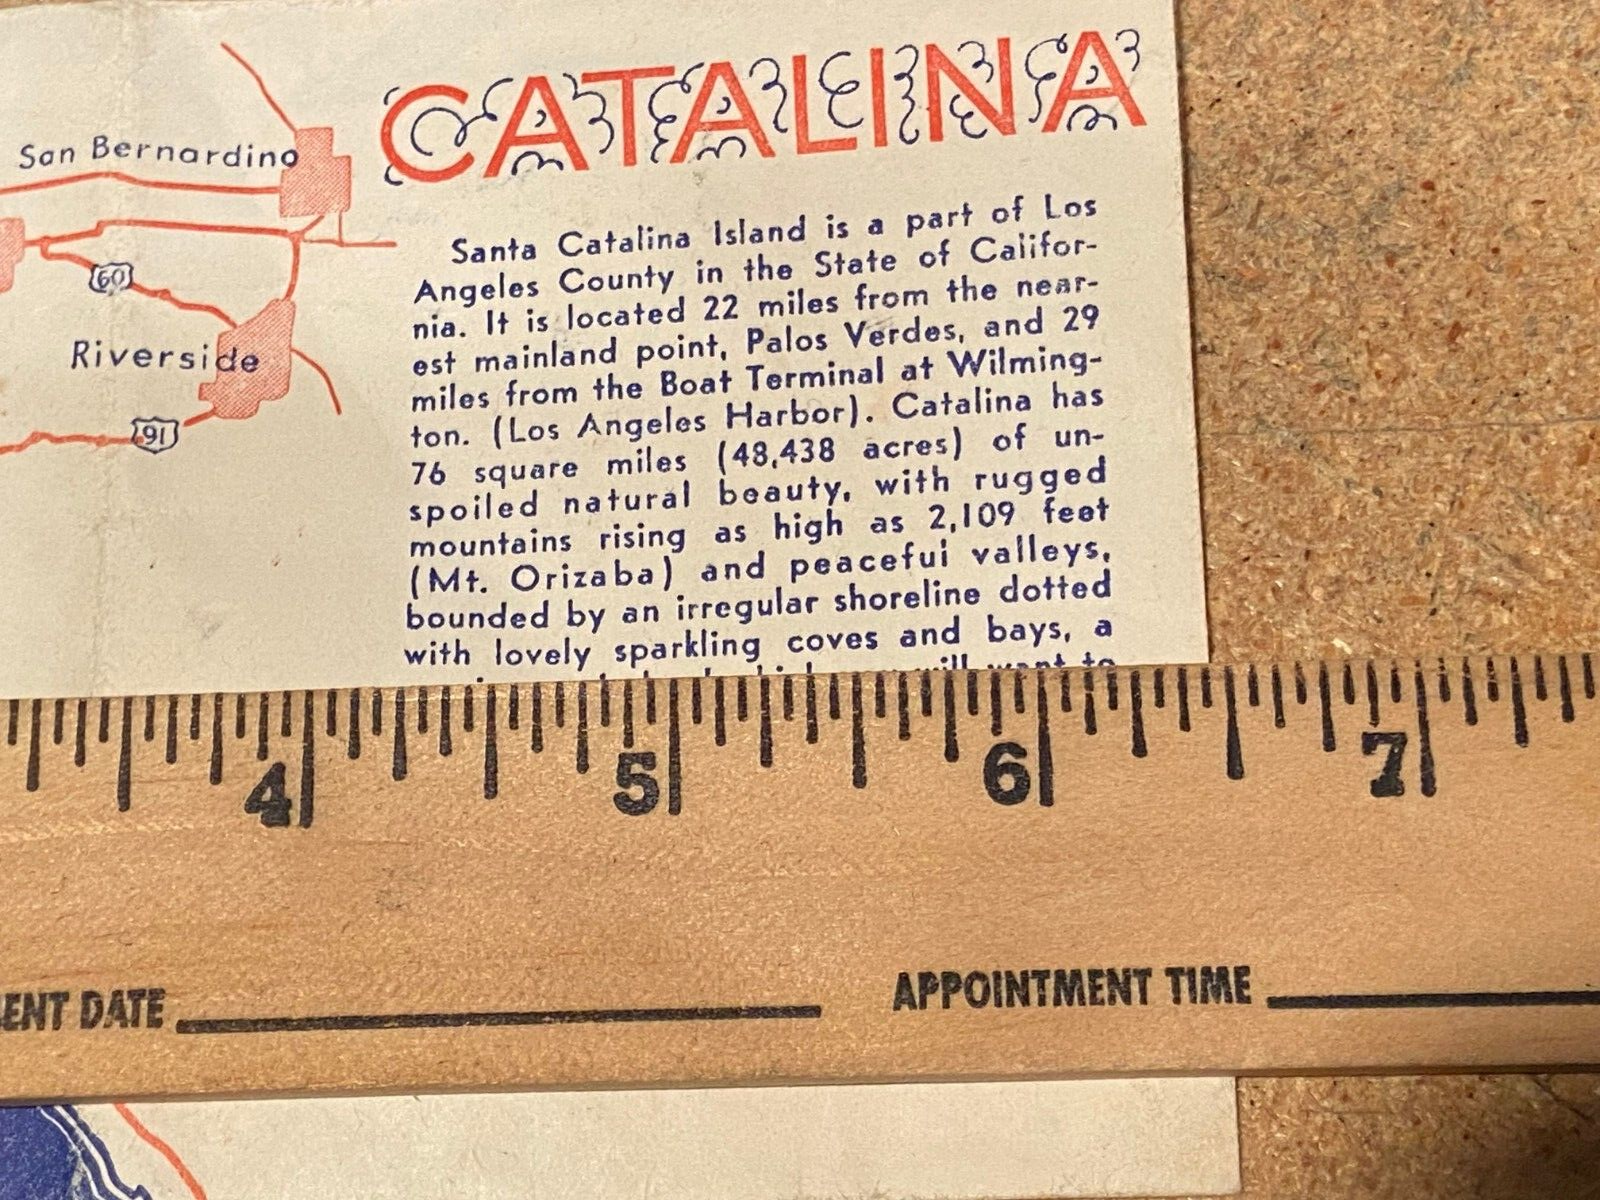 CATALINA
San Bernardino
60
Riverside
91
Santa Catalina Island is a part of Los
Angeles County in the State of Califor-
nia. It is located 22 miles from the near-
est mainland point, Palos Verdes, and 29
miles from the Boat Terminal at Wilming-
ton. (Los Angeles Harbor). Catalina has
76 square miles (48,438 acres) of un-
spoiled natural beauty, with rugged
mountains rising as high as 2,109 feet
(Mt. Orizaba) and peaceful valleys,
bounded by an irregular shoreline dotted
with lovely sparkling coves and bays, a
will want to
4 5 6 7
ENT DATE
APPOINTMENT TIME